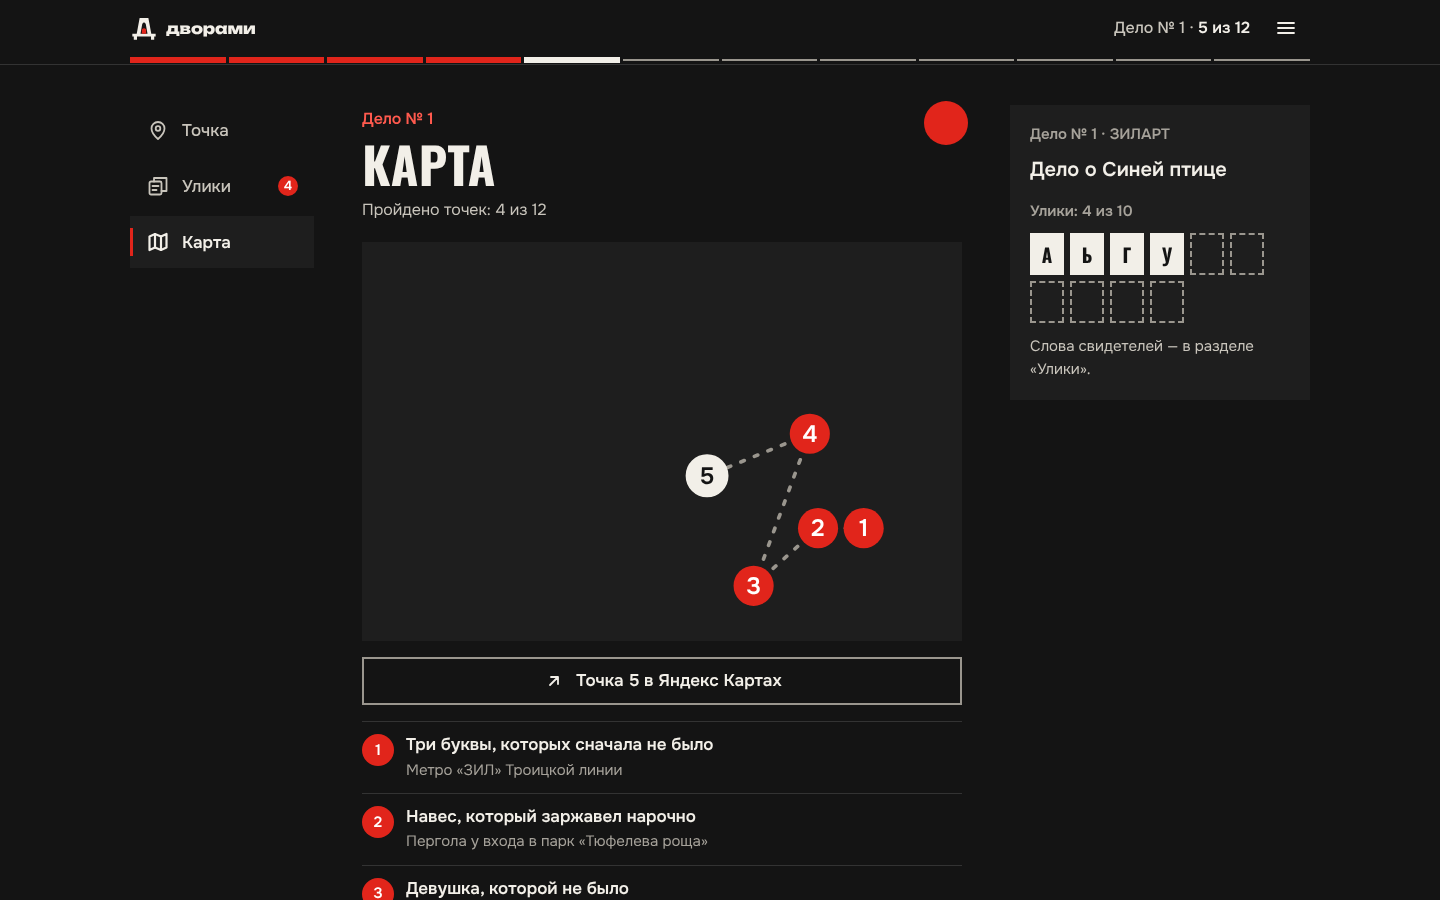 дворами
Дело № 1 · 5 из 12
Точка
Улики
4
Карта
Дело № 1
КАРТА
Пройдено точек: 4 из 12
4
5
2
1
3
Точка 5 в Яндекс Картах
1
Три буквы, которых сначала не было
Метро «ЗИЛ» Троицкой линии
2
Навес, который заржавел нарочно
Пергола у входа в парк «Тюфелева роща»
3
Девушка, которой не было
Дело № 1 · ЗИЛАРТ
Дело о Синей птице
Улики: 4 из 10
А Ь Г У
Слова свидетелей — в разделе
«Улики».